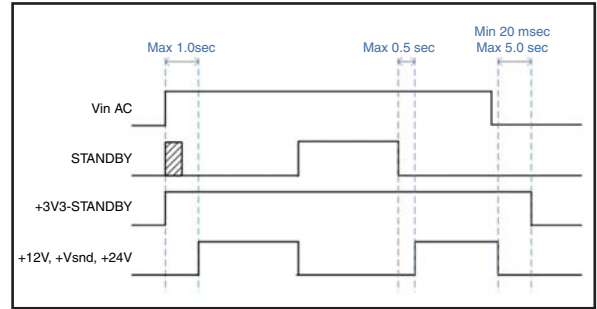 Min 20 msec
Max 1.0sec
Max 0.5 sec
Max 5.0 sec
Vin AC
STANDBY
+3V3-STANDBY
+12V, +Vsnd, +24V